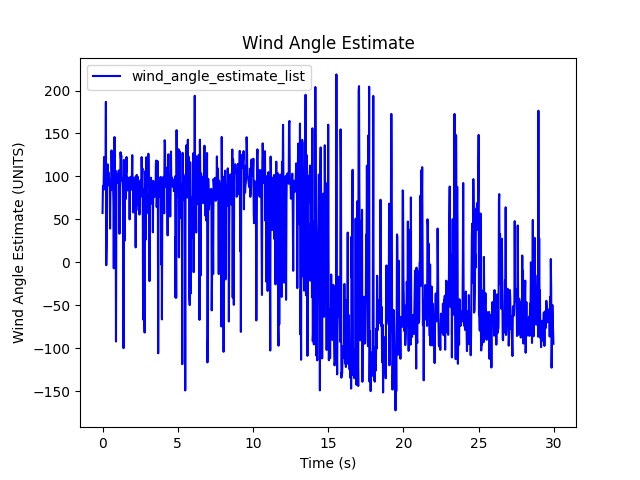 Wind Angle Estimate
wind_angle_estimate_list
Wind Angle Estimate (UNITS)
200
150
100
50
0
−50
−100
−150
0 5 10 15 20 25 30
Time (s)